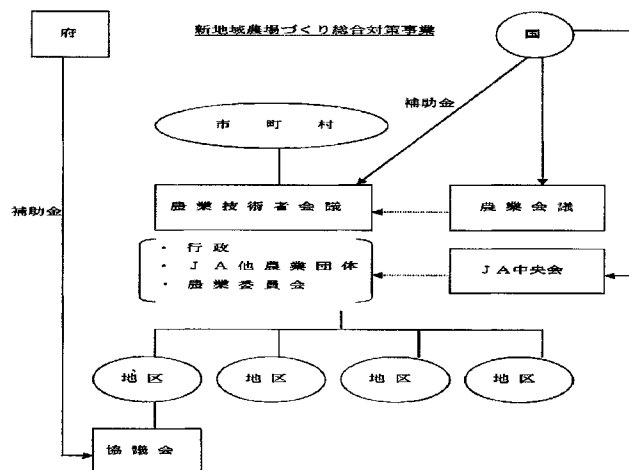 府
新地域農場づくり総合対策事業
国
補助金
市町村
補助金
農業技術者会議
農業会議
・行政
・JA他農業団体
・農業委員会
JA中央会
地区
地区
地区
地区
協議会